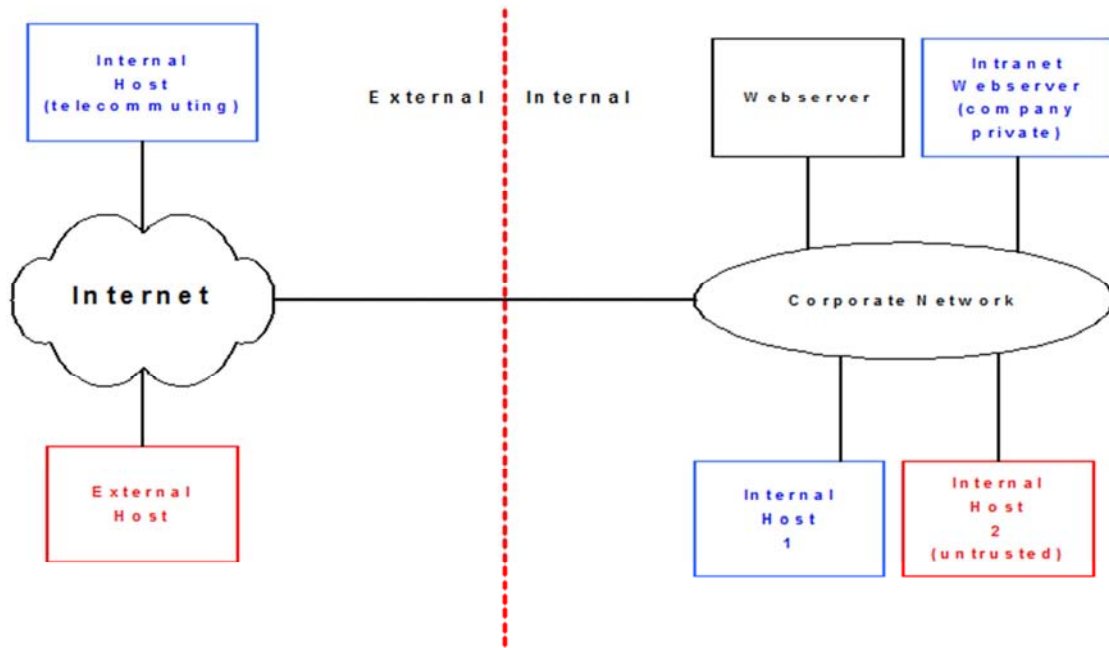 Internal
Host
(telecommuting)
External
Internal
Webserver
Intranet
Webserver
(company
private)
Internet
Corporate Network
External
Host
Internal
Host
1
Internal
Host
2
(untrusted)